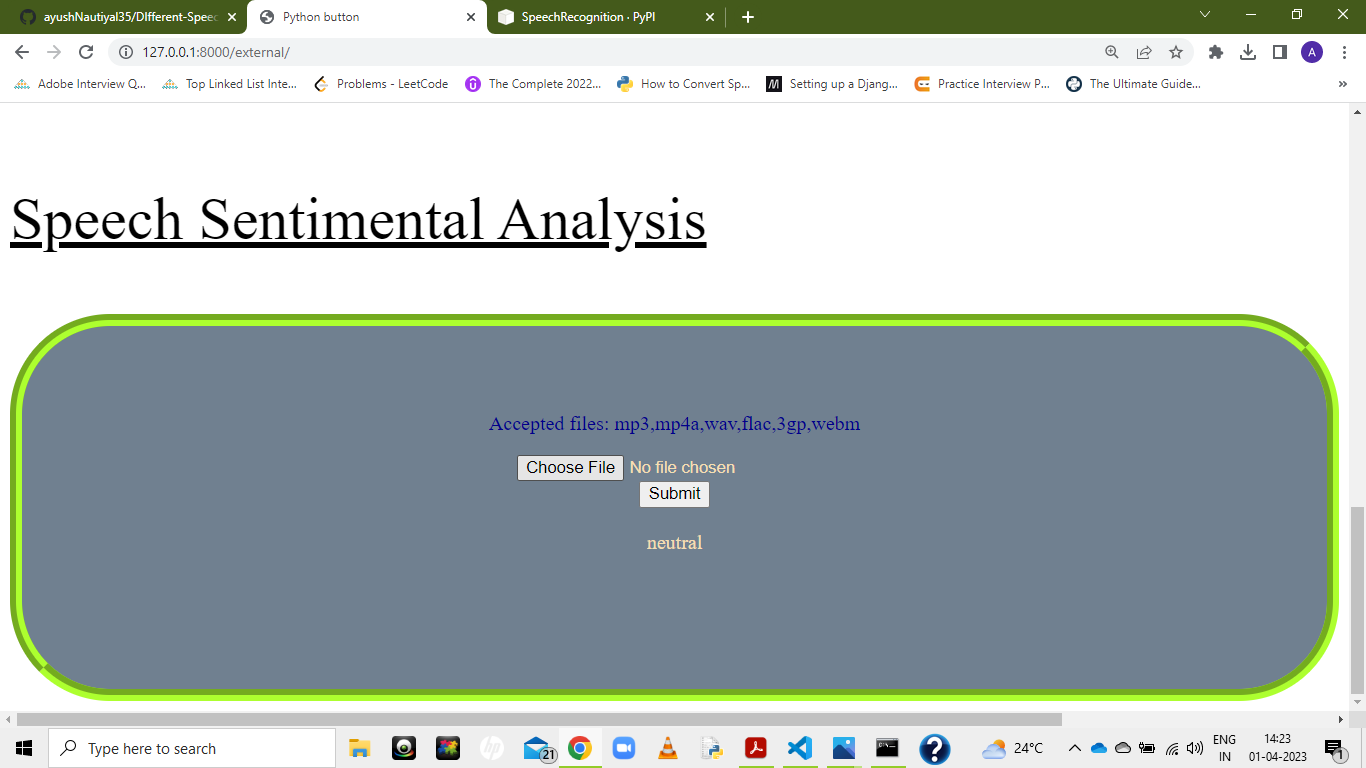 ayushNautiyal35/DIfferent-Speec
Python button
SpeechRecognition · PyPI
127.0.0.1:8000/external/
A
Adobe Interview Q...
Top Linked List Inte...
Problems - LeetCode
The Complete 2022...
How to Convert Sp...
Setting up a Djang...
Practice Interview P...
The Ultimate Guide...
»
Speech Sentimental Analysis
Accepted files: mp3,mp4a,wav,flac,3gp,webm
Choose File No file chosen
Submit
neutral
Type here to search
hp
21
24°C
ENG
IN
14:23
01-04-2023
1